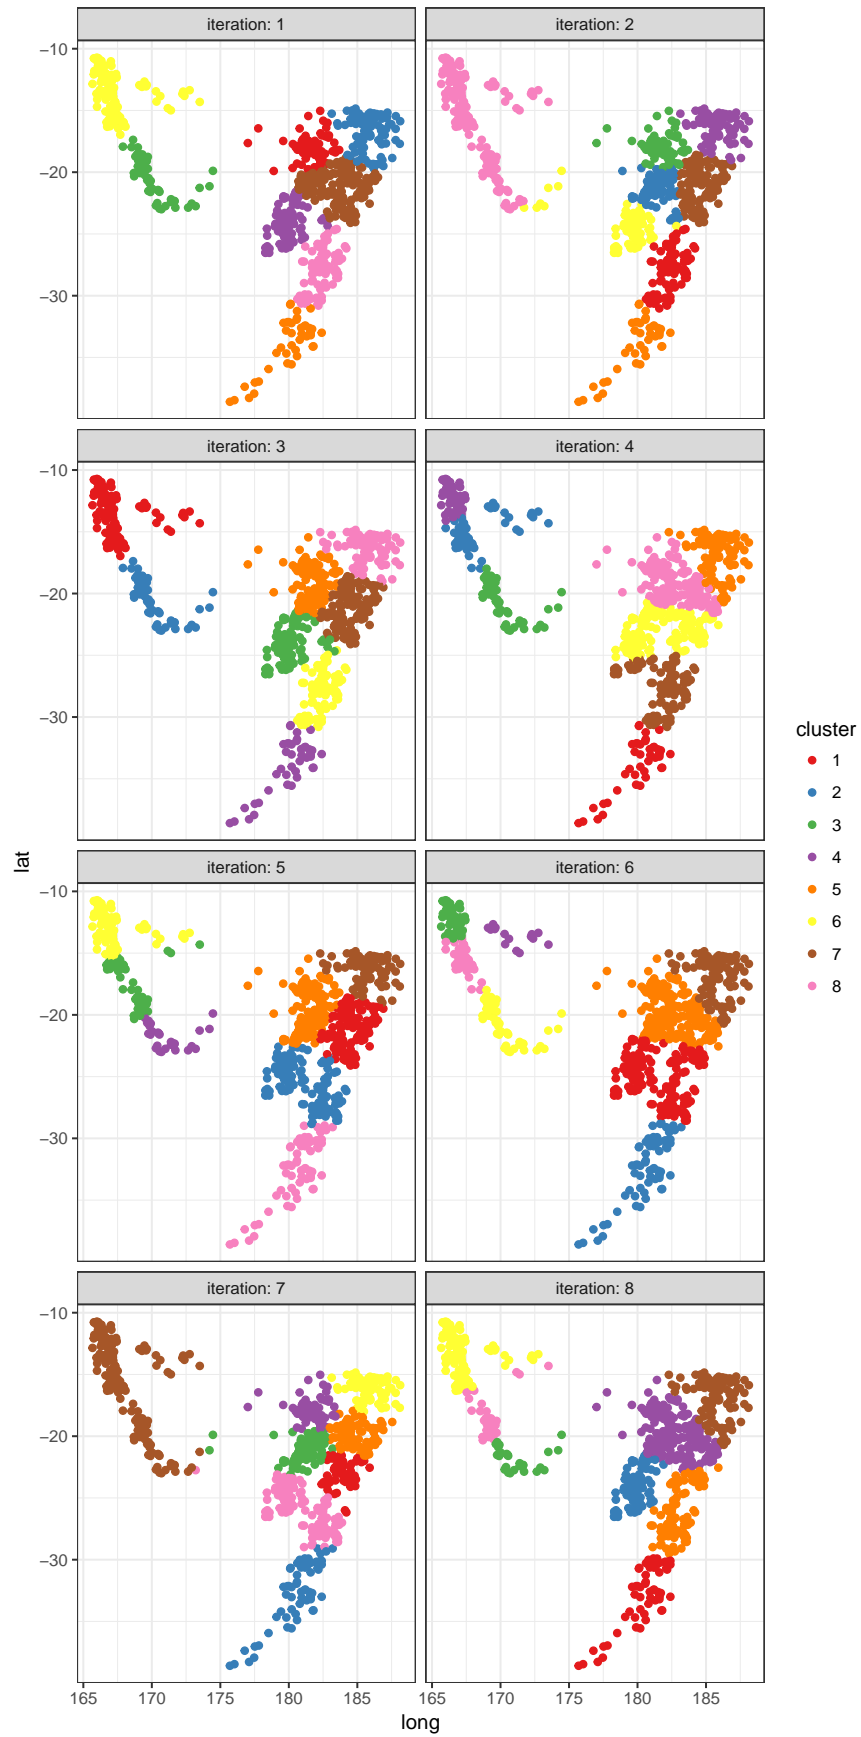 iteration: 1
iteration: 2
−10
−20
−30
iteration: 3
iteration: 4
−10
−20
−30
iteration: 5
iteration: 6
−10
−20
−30
iteration: 7
iteration: 8
−10
−20
−30
165
170
175
180
185
165
170
175
180
185
long
lat
cluster
1
2
3
4
5
6
7
8